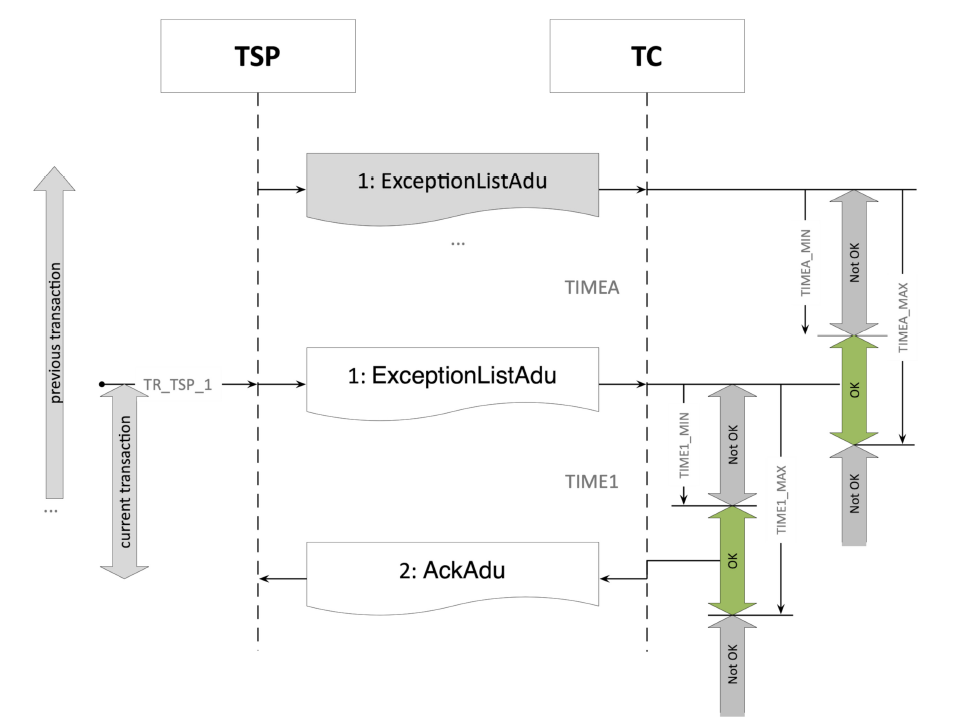 TSP
TC
1: ExceptionListAdu
...
TIMEA_MIN
Not OK
TIMEA_MAX
previous transaction
TIMEA
TR_TSP_1
1: ExceptionListAdu
OK
current transaction
TIME1_MIN
Not OK
TIME1_MAX
TIME1
Not OK
...
2: AckAdu
OK
Not OK